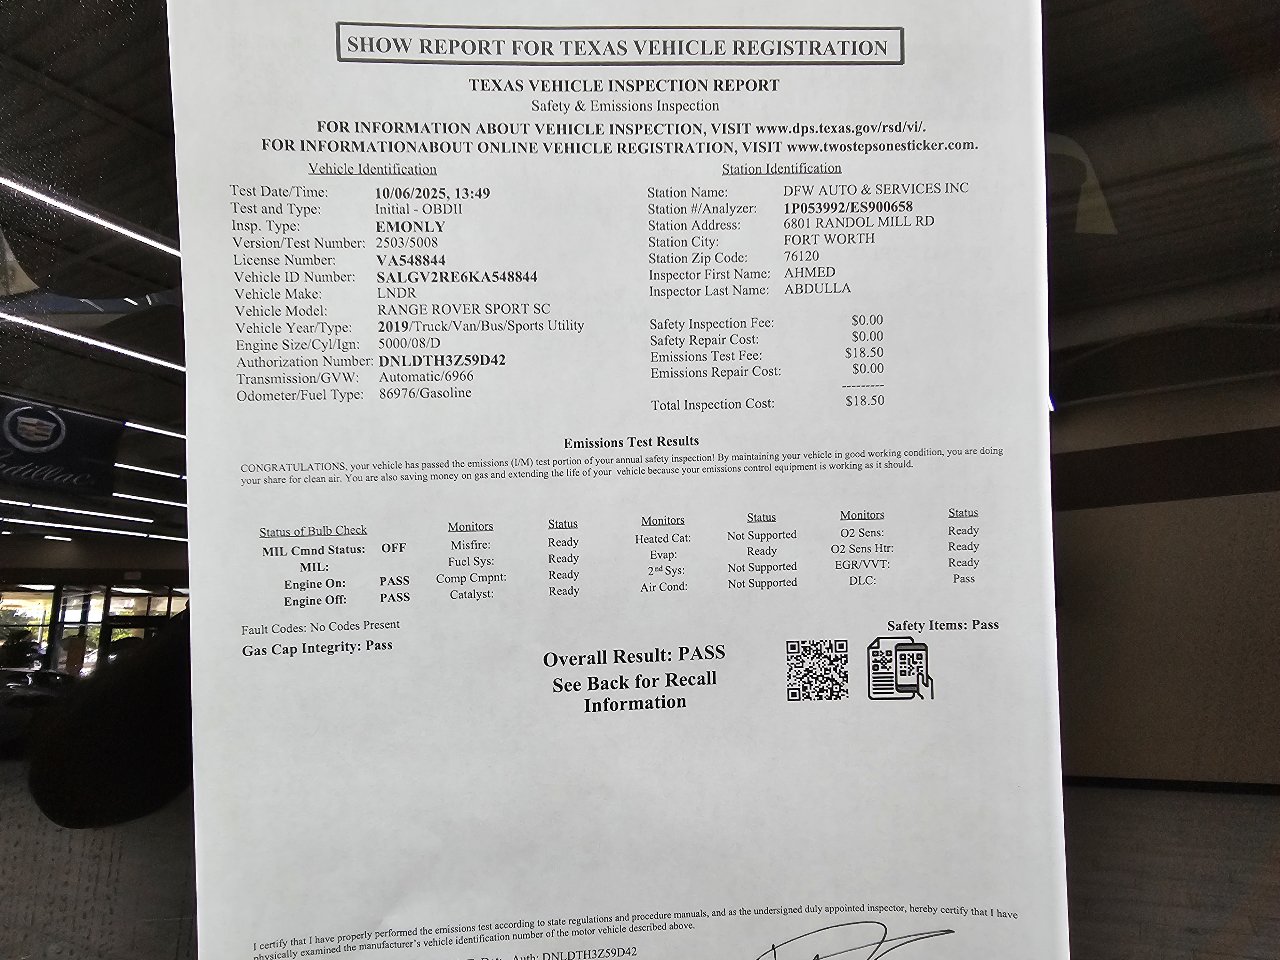 SHOW REPORT FOR TEXAS VEHICLE REGISTRATION
TEXAS VEHICLE INSPECTION REPORT
Safety & Emissions Inspection
FOR INFORMATION ABOUT VEHICLE INSPECTION, VISIT www.dps.texas.gov/rsd/vi/.
FOR INFORMATIONABOUT ONLINE VEHICLE REGISTRATION, VISIT www.twostepsonesticker.com.
Vehicle Identification
Test Date/Time: 10/06/2025, 13:49
Test and Type: Initial - OBDII
Insp. Type: EMONLY
Version/Test Number: 2503/5008
License Number: VA548844
Vehicle ID Number: SALGV2RE6KA548844
Vehicle Make: LNDR
Vehicle Model: RANGE ROVER SPORT SC
Vehicle Year/Type: 2019/Truck/Van/Bus/Sports Utility
Engine Size/Cyl/Ign: 5000/08/D
Authorization Number: DNLDTH3Z59D42
Transmission/GVW: Automatic/6966
Odometer/Fuel Type: 86976/Gasoline
Station Identification
Station Name: DFW AUTO & SERVICES INC
Station #/Analyzer: 1P053992/ES900658
Station Address: 6801 RANDOL MILL RD
Station City: FORT WORTH
Station Zip Code: 76120
Inspector First Name: AHMED
Inspector Last Name: ABDULLA
Safety Inspection Fee: $0.00
Safety Repair Cost: $0.00
Emissions Test Fee: $18.50
Emissions Repair Cost: $0.00
---------
Total Inspection Cost: $18.50
Emissions Test Results
CONGRATULATIONS, your vehicle has passed the emissions (I/M) test portion of your annual safety inspection! By maintaining your vehicle in good working condition, you are doing
your share for clean air. You are also saving money on gas and extending the life of your vehicle because your emissions control equipment is working as it should.
Status of Bulb Check
MIL Cmnd Status: OFF
MIL:
Engine On: PASS
Engine Off: PASS
Monitors Status
Misfire: Ready
Fuel Sys: Ready
Comp Cmpnt: Ready
Catalyst: Ready
Monitors Status
Heated Cat: Not Supported
Evap: Ready
2nd Sys: Not Supported
Air Cond: Not Supported
Monitors Status
O2 Sens: Ready
O2 Sens Htr: Ready
EGR/VVT: Ready
DLC: Pass
Fault Codes: No Codes Present
Gas Cap Integrity: Pass
Safety Items: Pass
Overall Result: PASS
See Back for Recall
Information
I certify that I have properly performed the emissions test according to state regulations and procedure manuals, and as the undersigned duly appointed inspector, hereby certify that I have
physically examined the manufacturer's vehicle identification number of the motor vehicle described above.
Auth: DNLDTH3Z59D42
Cadillac